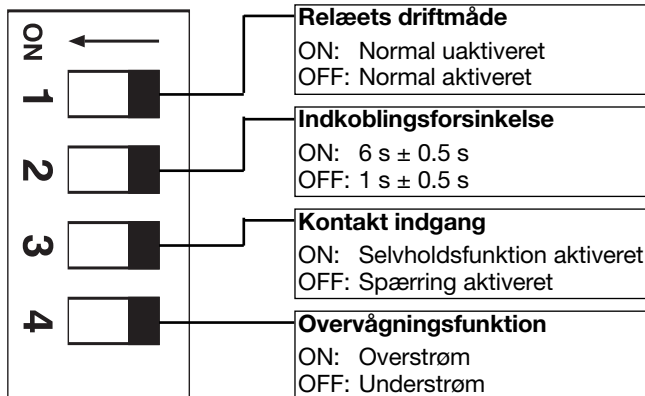 ON
1
2
3
4
Relæets driftmåde
ON: Normal uaktiveret
OFF: Normal aktiveret
Indkoblingsforsinkelse
ON: 6 s ± 0.5 s
OFF: 1 s ± 0.5 s
Kontakt indgang
ON: Selvholdsfunktion aktiveret
OFF: Spærring aktiveret
Overvågningsfunktion
ON: Overstrøm
OFF: Understrøm